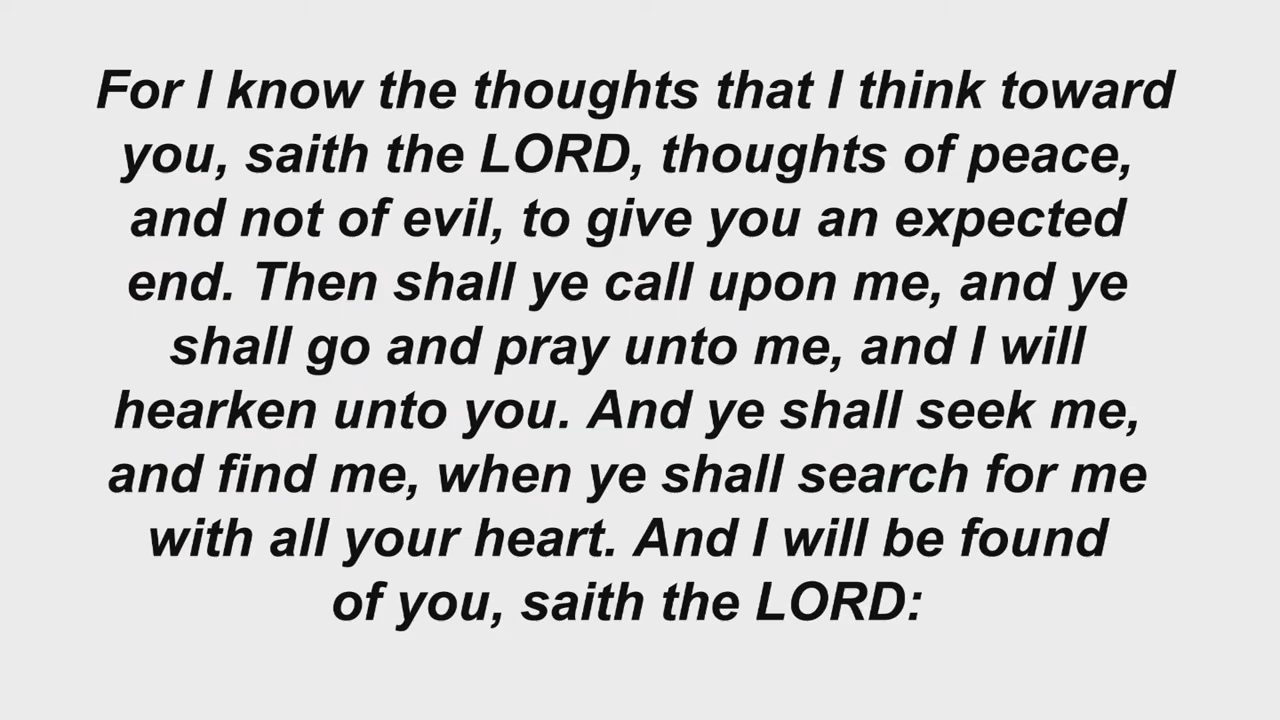 For I know the thoughts that I think toward
you, saith the LORD, thoughts of peace,
and not of evil, to give you an expected
end. Then shall ye call upon me, and ye
shall go and pray unto me, and I will
hearken unto you. And ye shall seek me,
and find me, when ye shall search for me
with all your heart. And I will be found
of you, saith the LORD: